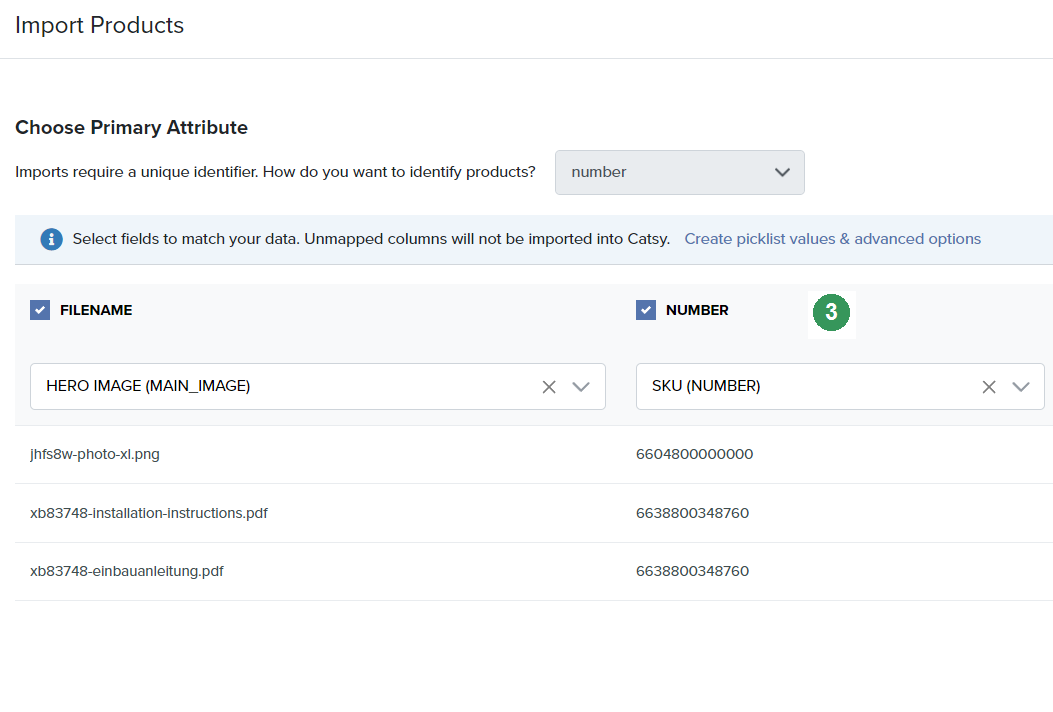 Import Products
Choose Primary Attribute
Imports require a unique identifier. How do you want to identify products? number
Select fields to match your data. Unmapped columns will not be imported into Catsy. Create picklist values & advanced options
FILENAME NUMBER 3
HERO IMAGE (MAIN_IMAGE) SKU (NUMBER)
jhfs8w-photo-xl.png 6604800000000
xb83748-installation-instructions.pdf 6638800348760
xb83748-einbauanleitung.pdf 6638800348760